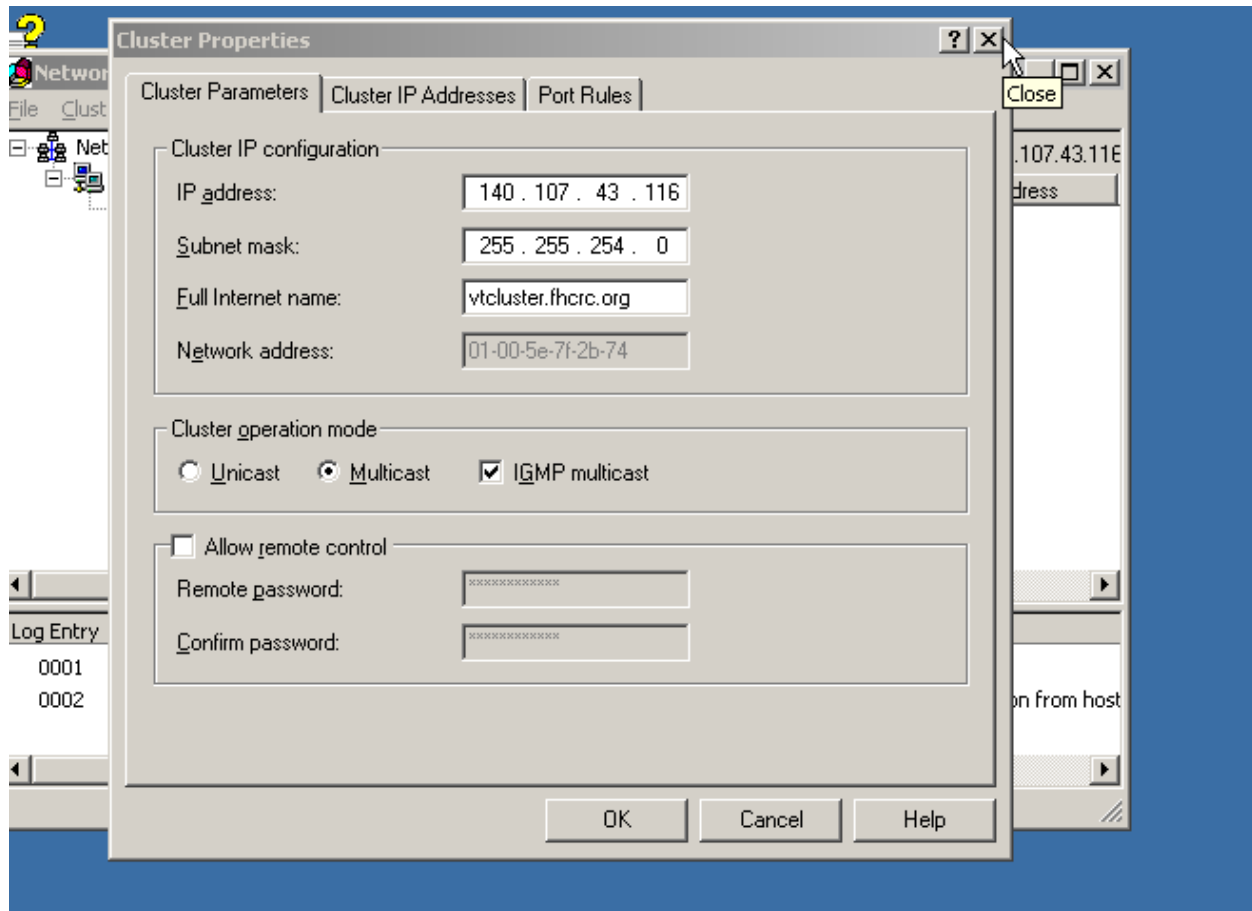 Cluster Properties
Networ
Close
File Clust
Cluster Parameters Cluster IP Addresses Port Rules
Net
.107.43.116
dress
Cluster IP configuration
IP address: 140 . 107 . 43 . 116
Subnet mask: 255 . 255 . 254 . 0
Full Internet name: vtcluster.fhcrc.org
Network address: 01-00-5e-7f-2b-74
Cluster operation mode
Unicast Multicast IGMP multicast
Allow remote control
Remote password: ************
Confirm password: ************
Log Entry
0001
0002 on from host
OK Cancel Help